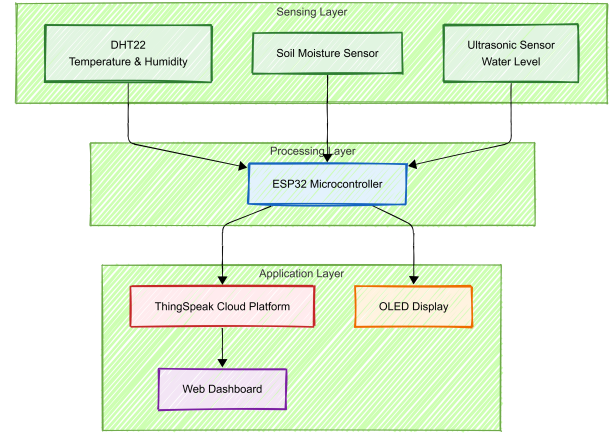 Sensing Layer
DHT22
Temperature & Humidity
Soil Moisture Sensor
Ultrasonic Sensor
Water Level
Processing Layer
ESP32 Microcontroller
Application Layer
ThingSpeak Cloud Platform
OLED Display
Web Dashboard